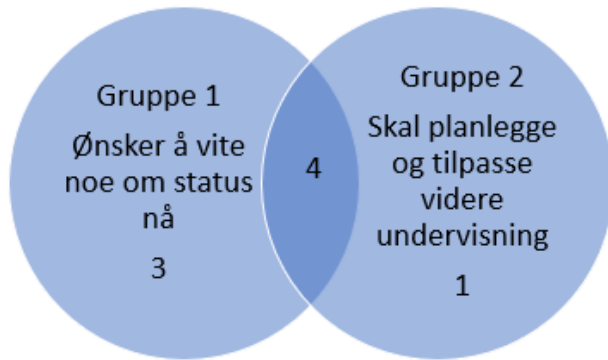 Gruppe 1
Ønsker å vite
noe om status
nå
3
4
Gruppe 2
Skal planlegge
og tilpasse
videre
undervisning
1